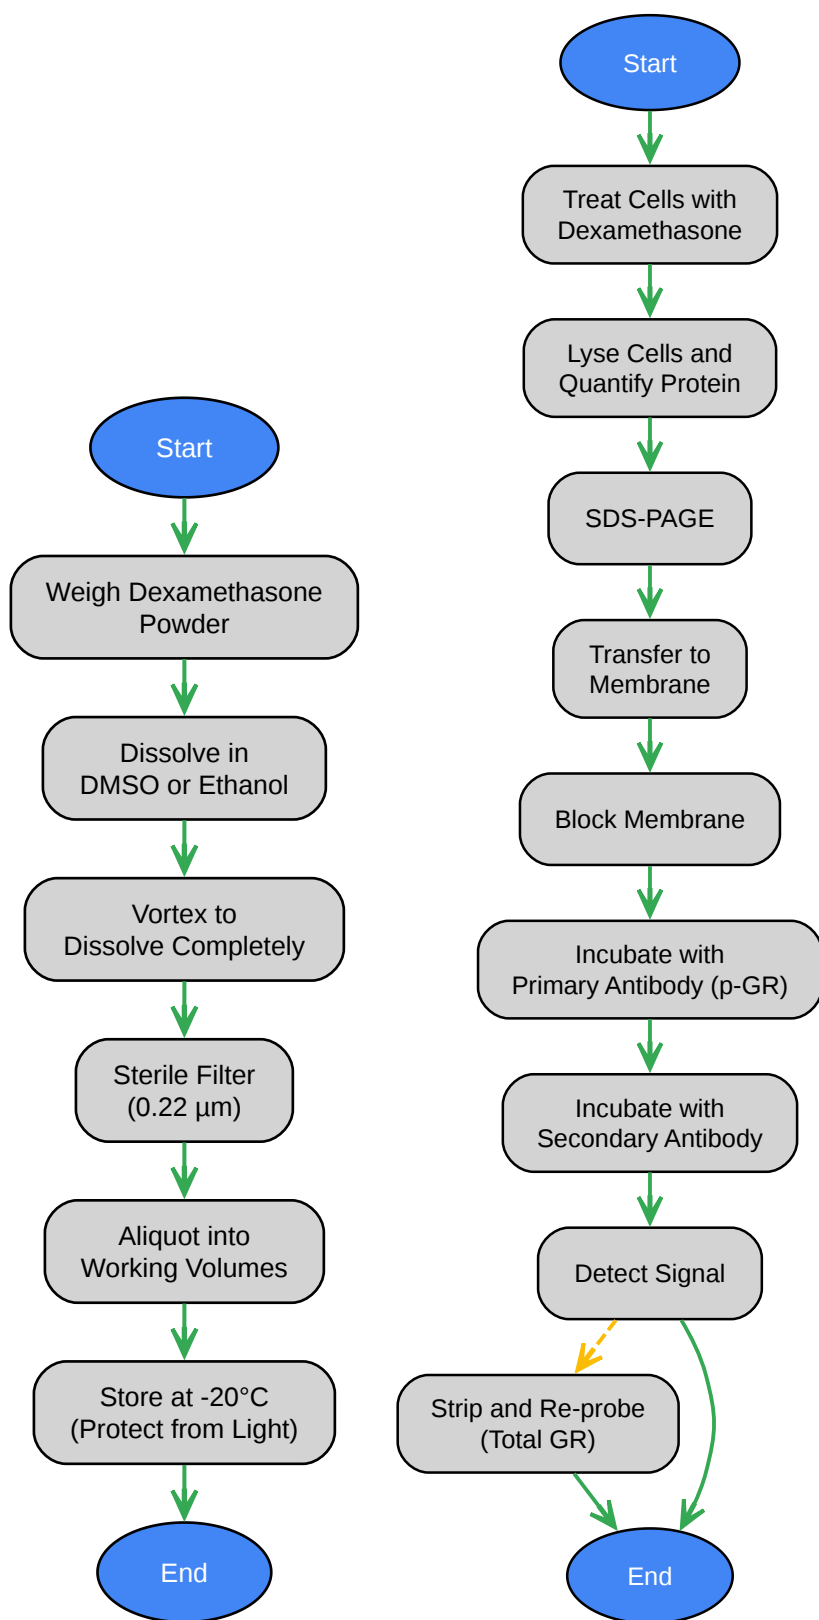 Start
Weigh Dexamethasone
Powder
Dissolve in
DMSO or Ethanol
Vortex to
Dissolve Completely
Sterile Filter
(0.22 µm)
Aliquot into
Working Volumes
Store at -20°C
(Protect from Light)
End
Start
Treat Cells with
Dexamethasone
Lyse Cells and
Quantify Protein
SDS-PAGE
Transfer to
Membrane
Block Membrane
Incubate with
Primary Antibody (p-GR)
Incubate with
Secondary Antibody
Detect Signal
Strip and Re-probe
(Total GR)
End